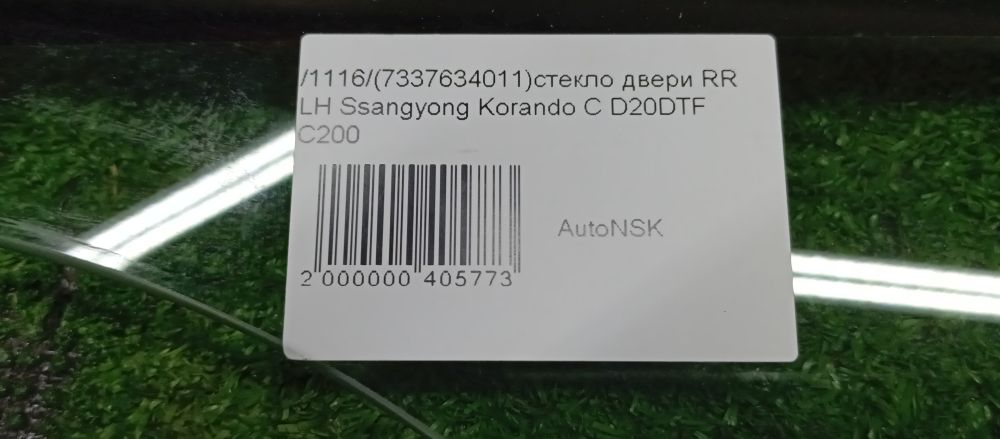 /1116/(7337634011)стекло двери RR
LH Ssangyong Korando C D20DTF
C200
AutoNSK
2 000000 405773